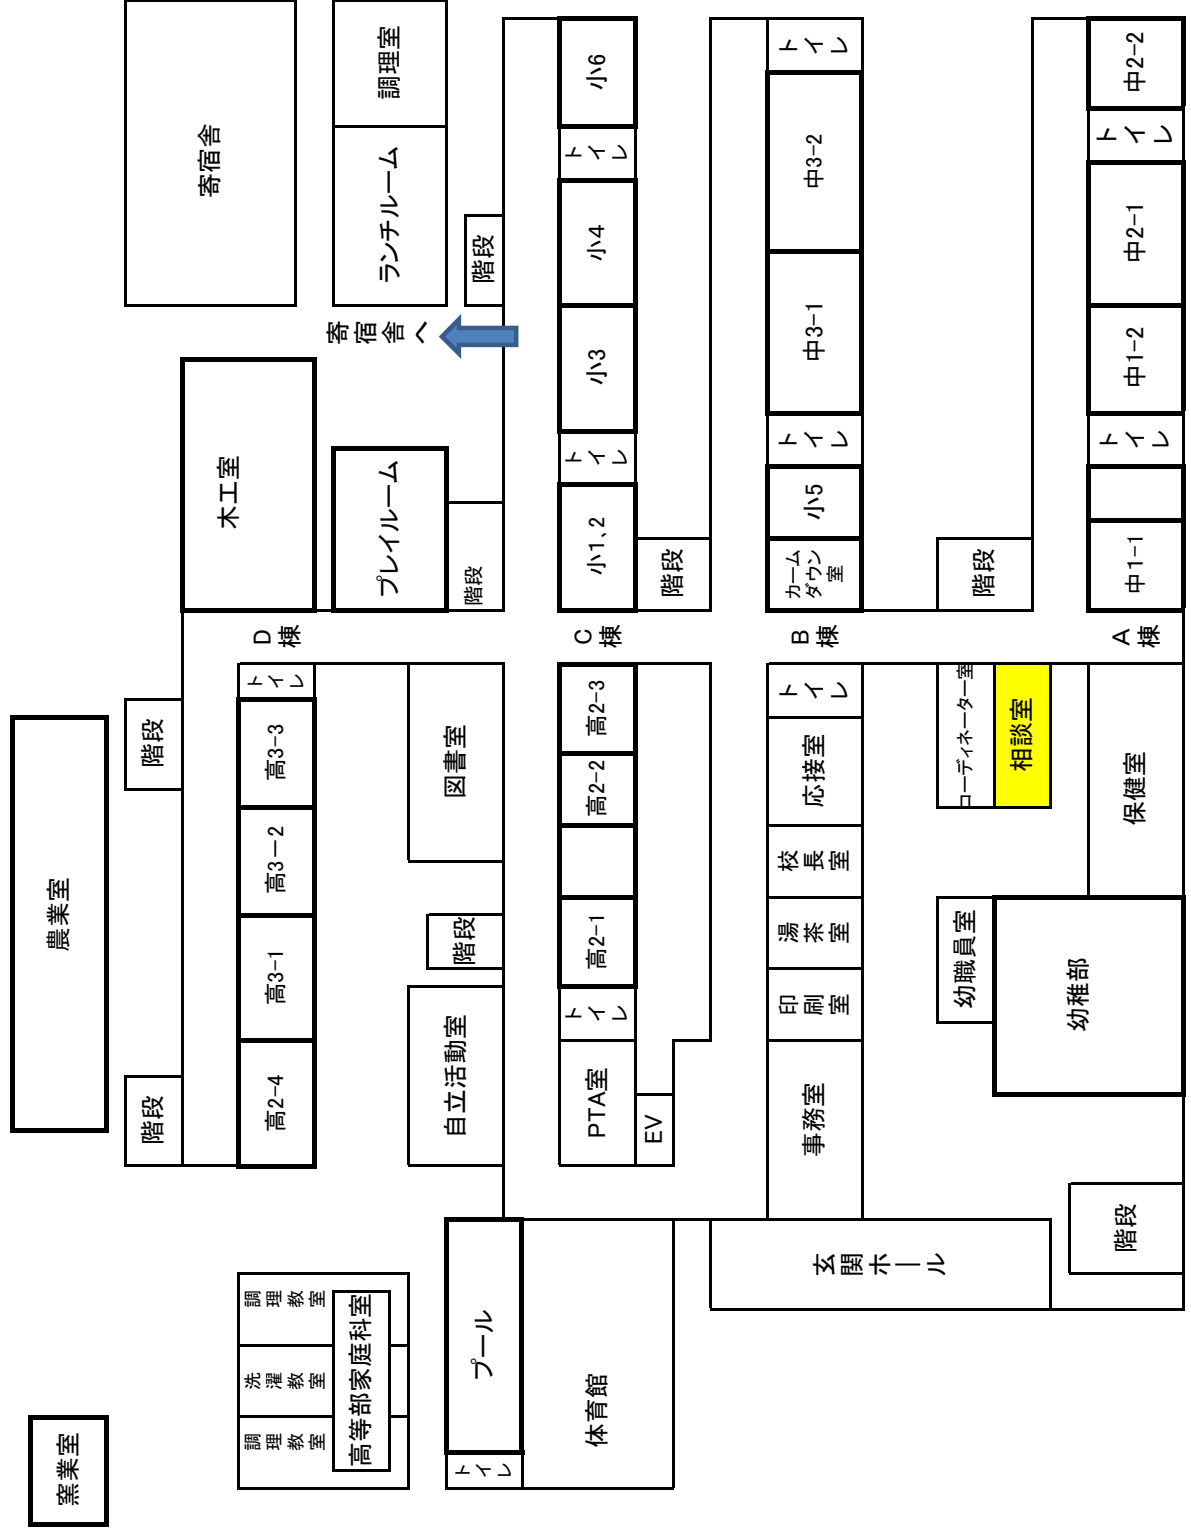 窯業室
農業室
階段
階段
木工室
寄宿舎
調理教室
洗濯教室
調理教室
高2-4
高3-1
高3－2
高3-3
トイレ
D棟
高等部家庭科室
プレイルーム
寄宿舎へ
ランチルーム
調理室
自立活動室
階段
図書室
階段
階段
トイレ
プール
体育館
PTA室
トイレ
高2-1
高2-2
高2-3
C棟
小1、2
トイレ
小3
小4
トイレ
小6
EV
階段
玄関ホール
事務室
印刷室
湯茶室
校長室
応接室
トイレ
B棟
カーム
ダウン
室
小5
トイレ
中3-1
中3-2
トイレ
幼職員室
コーディネーター室
階段
相談室
階段
幼稚部
保健室
A棟
中1-1
トイレ
中1-2
中2-1
トイレ
中2-2